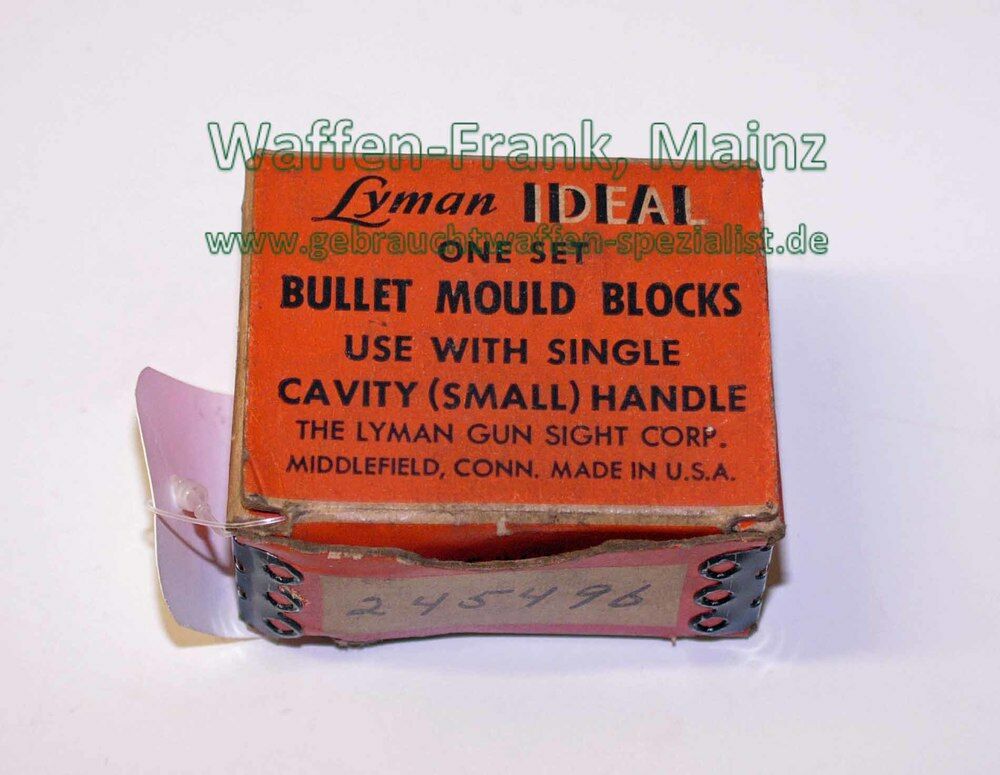 Waffen-Frank, Mainz
Lyman IDEAL
www.gebrauchtwaffen-spezialist.de
ONE SET
BULLET MOULD BLOCKS
USE WITH SINGLE
CAVITY (SMALL) HANDLE
THE LYMAN GUN SIGHT CORP.
MIDDLEFIELD, CONN. MADE IN U.S.A.
245496